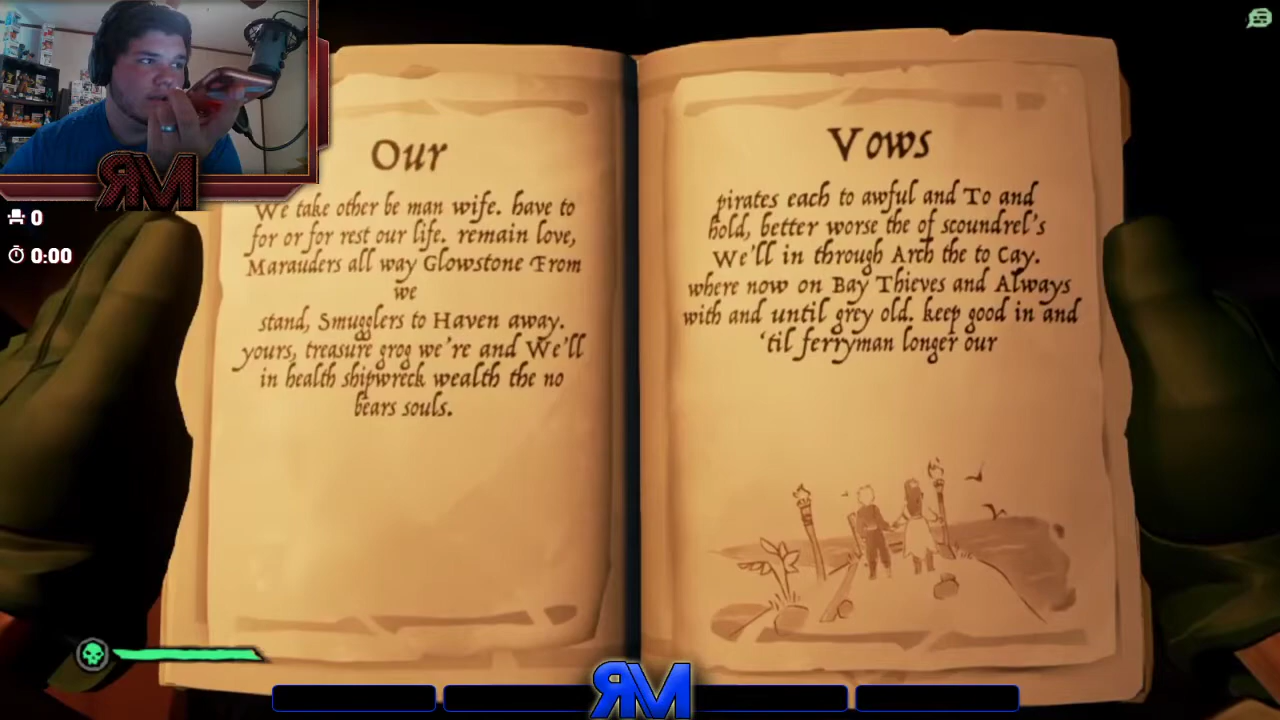 Our
We take other be man wife. have to
for or for rest our life. remain love,
Marauders all way Glowstone From
we
stand, Smugglers to Haven away.
yours, treasure grog we're and We'll
in health shipwreck wealth the no
bears souls.
Vows
pirates each to awful and To and
hold, better worse the of scoundrel's
We'll in through Arch the to Cay.
where now on Bay Thieves and Always
with and until grey old. keep good in and
'til ferryman longer our
RM
0
0:00
RM